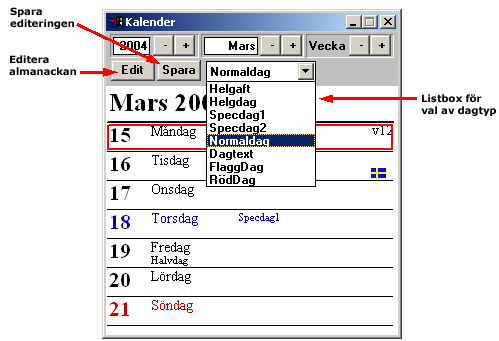 Spara
editeringen
Editera
almanackan
Kalender
2004 - + Mars - + Vecka - +
Edit Spara Normaldag
Helgaft
Helgdag
Specdag1
Specdag2
Normaldag
Dagtext
FlaggDag
RödDag
Listbox för
val av dagtyp
Mars 200
15 Måndag v12
16 Tisdag
17 Onsdag
18 Torsdag Specdag1
19 Fredag
Halvdag
20 Lördag
21 Söndag